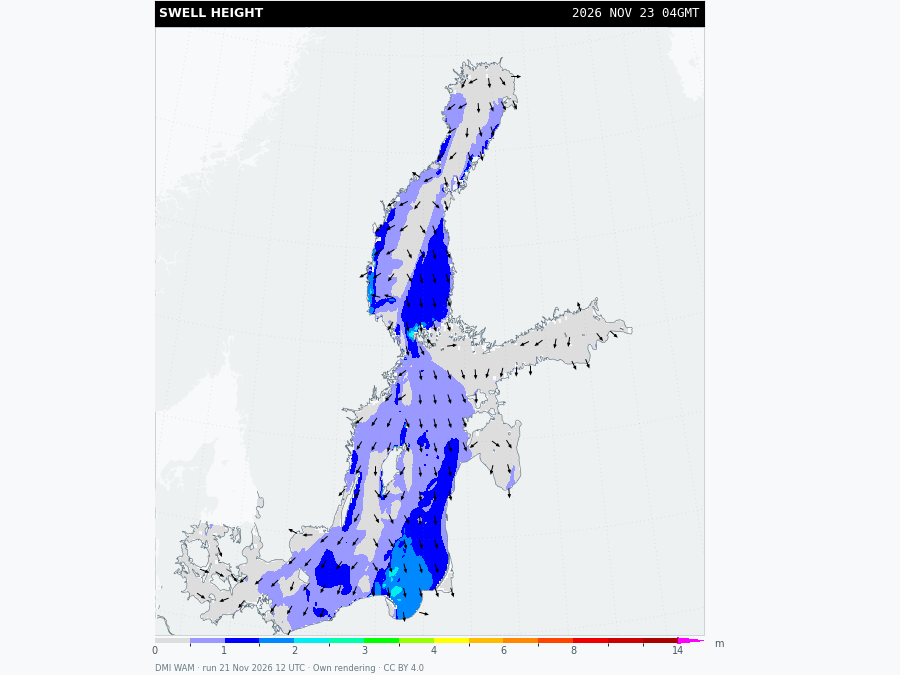 SWELL HEIGHT
2026 NOV 23 04GMT
0 1 2 3 4 6 8 14 m
DMI WAM · run 21 Nov 2026 12 UTC · Own rendering · CC BY 4.0